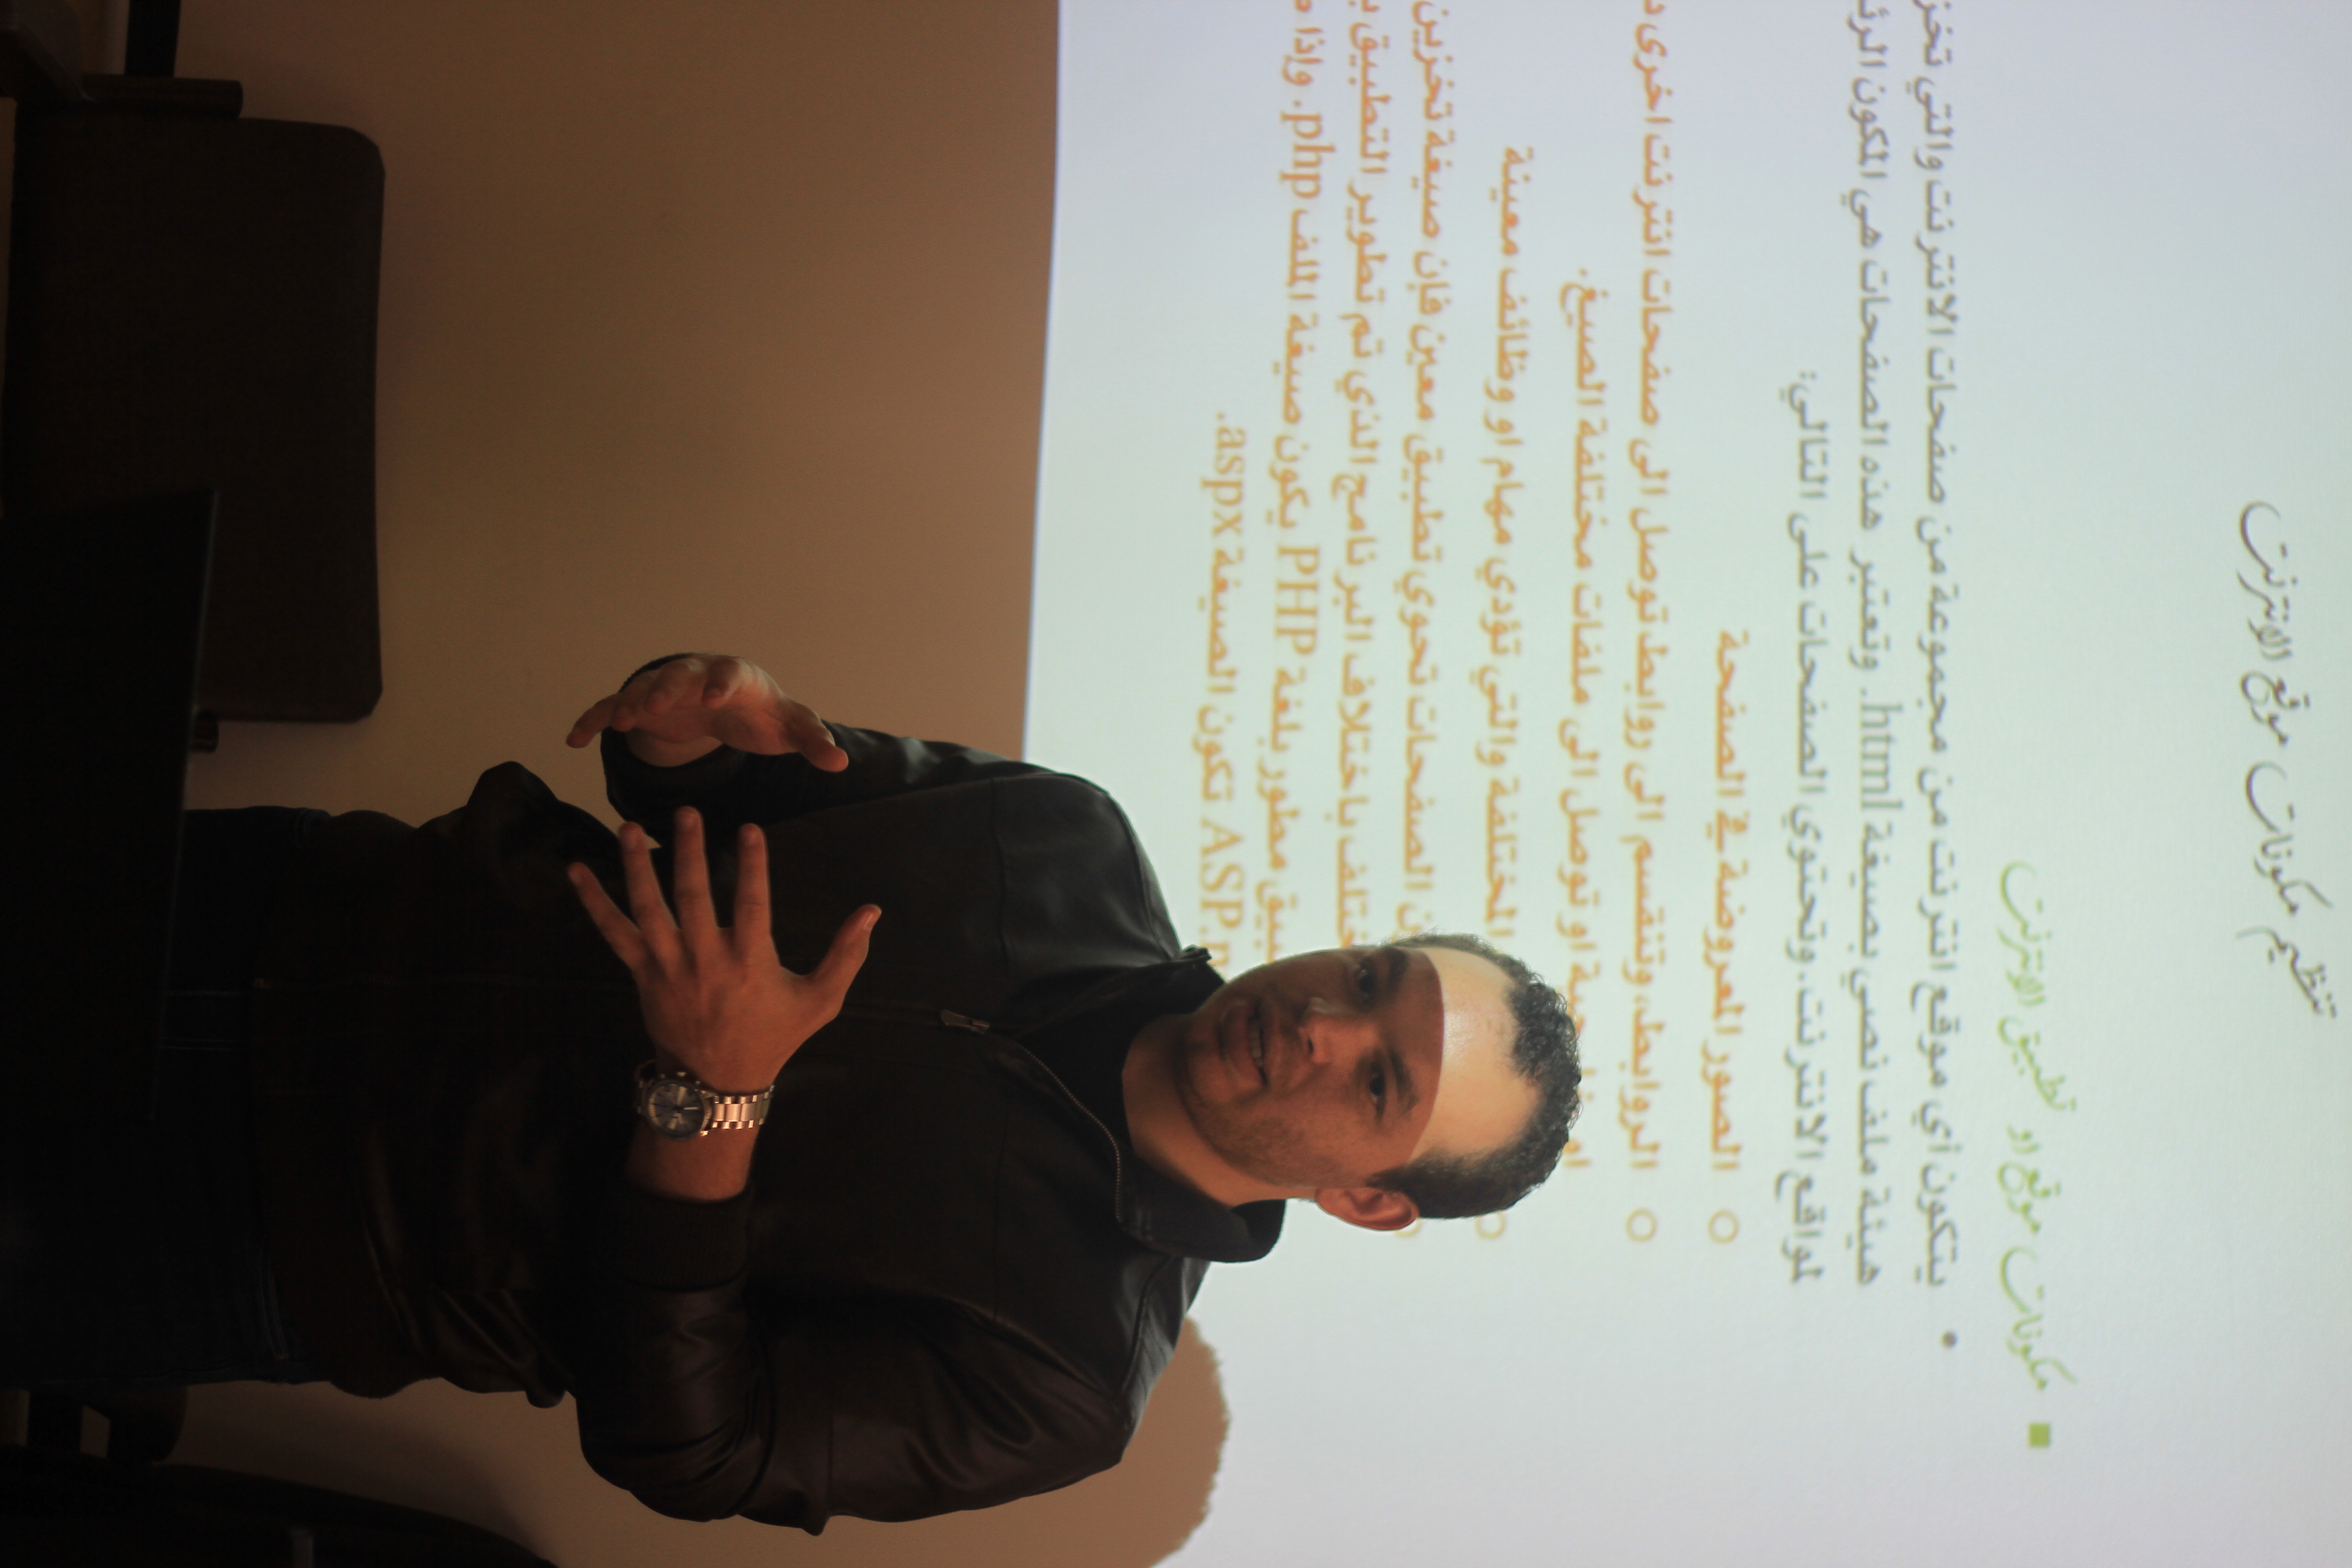 تنظيم مكونات موقع الانترنت
مكونات موقع او تطبيق الانترنت
يتكون أي موقع انترنت من مجموعة من صفحات الانترنت والتي
هيئة ملف نصي بصيغة html. وتعتبر هذه الصفحات هي المكون
لمواقع الانترنت. وتحتوي الصفحات على التالي:
الصور المعروضة في الصفحة
الروابط، وتنقسم الى روابط توصل الى صفحات انترنت اخرى
او توصل الى ملفات مختلفة الصيغ.
المختلفة والتي تؤدي مهام او وظائف معينة
الصفحات تحوي تطبيق معين فإن صيغة تخزين
باختلاف البرنامج الذي تم تطوير التطبيق
مطور بلغة PHP يكون صيغة الملف php. وإذا
تكون الصيغة aspx.